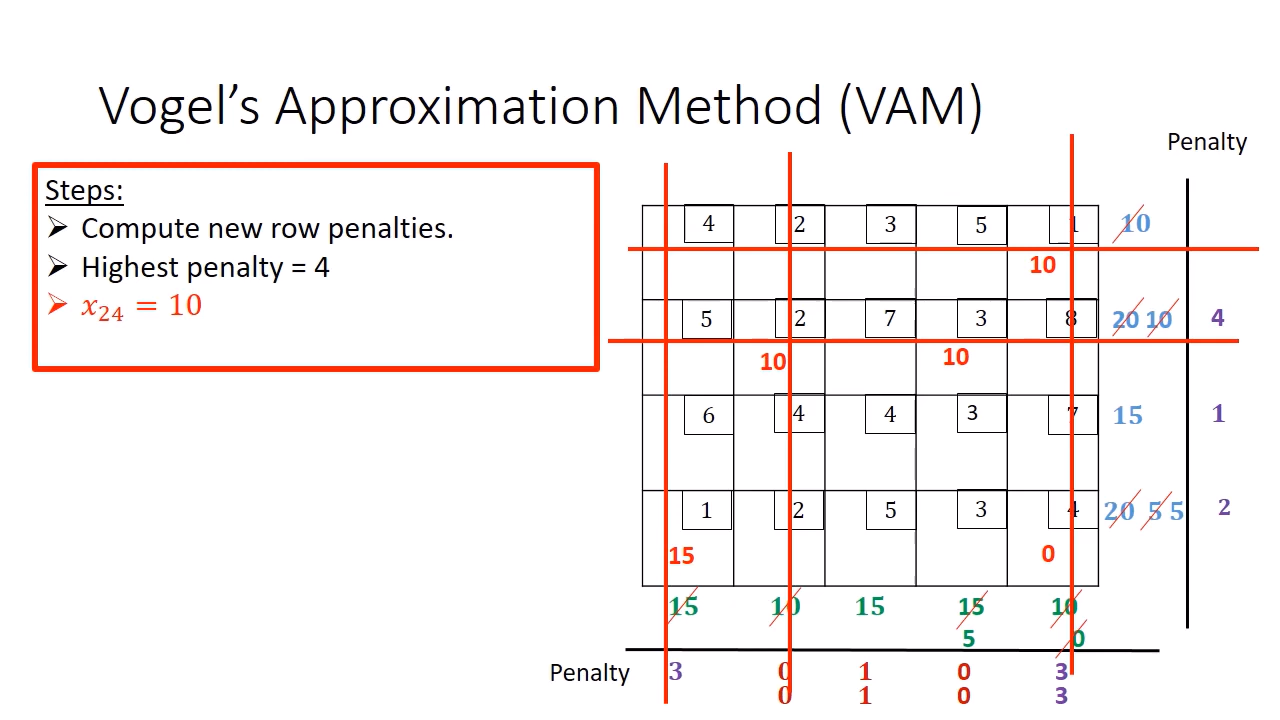 Vogel's Approximation Method (VAM)
Penalty
Steps:
➢ Compute new row penalties.
➢ Highest penalty = 4
➢ x₂₄ = 10
4 2 3 5 1 10
10
5 2 7 3 8 20 10 4
10 10
6 4 4 3 7 15 1
1 2 5 3 4 20 5 5 2
15 0
15 10 15 15 10
5 0
Penalty 3 0 1 0 3
0 1 0 3